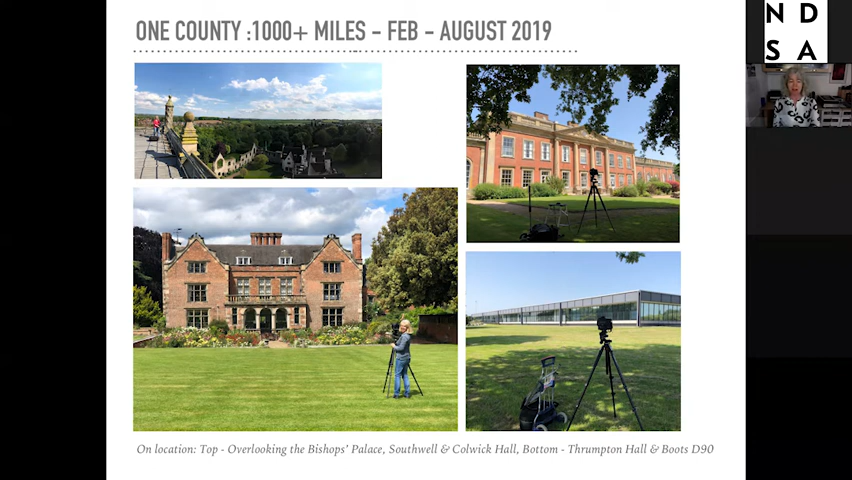 ONE COUNTY :1000+ MILES - FEB - AUGUST 2019
N D
S A
On location: Top - Overlooking the Bishops' Palace, Southwell & Colwick Hall, Bottom - Thrumpton Hall & Boots D90